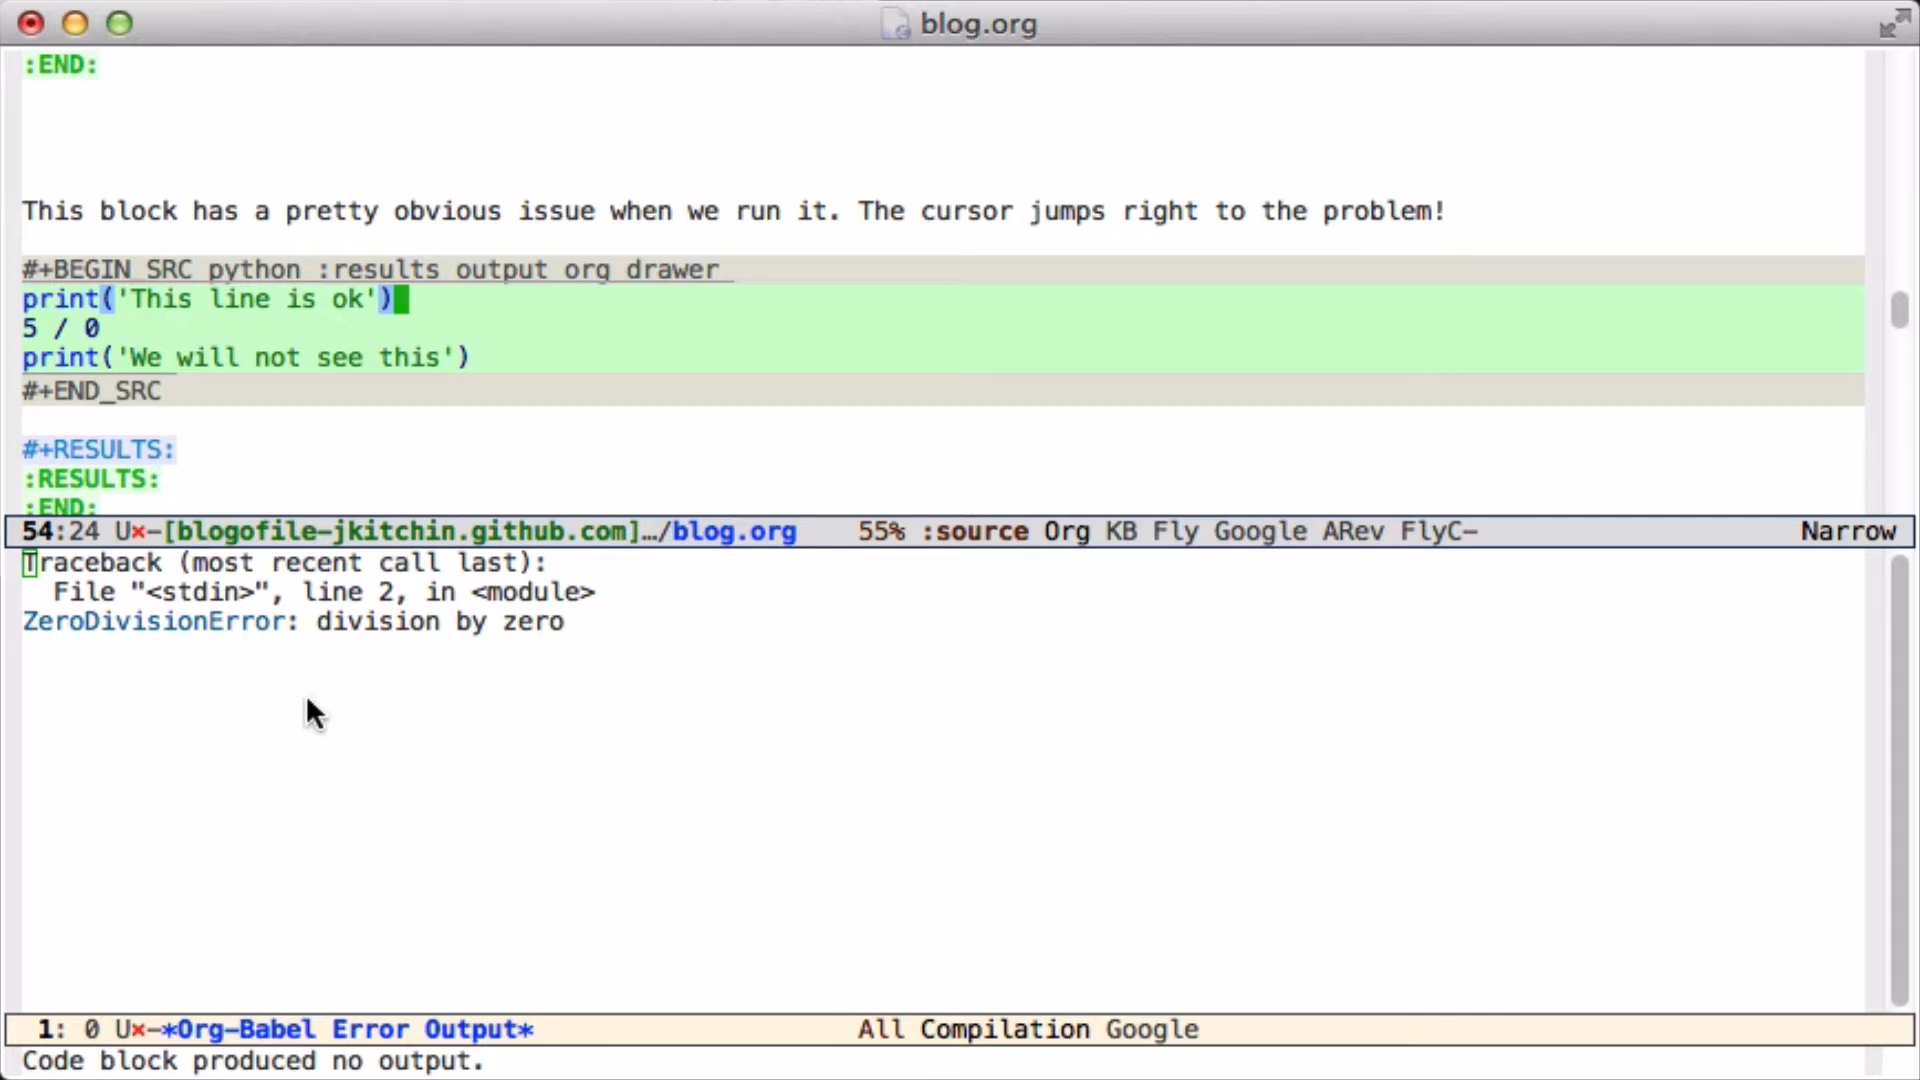 blog.org
:END:
This block has a pretty obvious issue when we run it. The cursor jumps right to the problem!
#+BEGIN_SRC python :results output org drawer
print('This line is ok')
5 / 0
print('We will not see this')
#+END_SRC
#+RESULTS:
:RESULTS:
:END:
54:24 U×-[blogofile-jkitchin.github.com]…/blog.org 55% :source Org KB Fly Google ARev FlyC- Narrow
Traceback (most recent call last):
File "<stdin>", line 2, in <module>
ZeroDivisionError: division by zero
1: 0 U×-*Org-Babel Error Output* All Compilation Google
Code block produced no output.